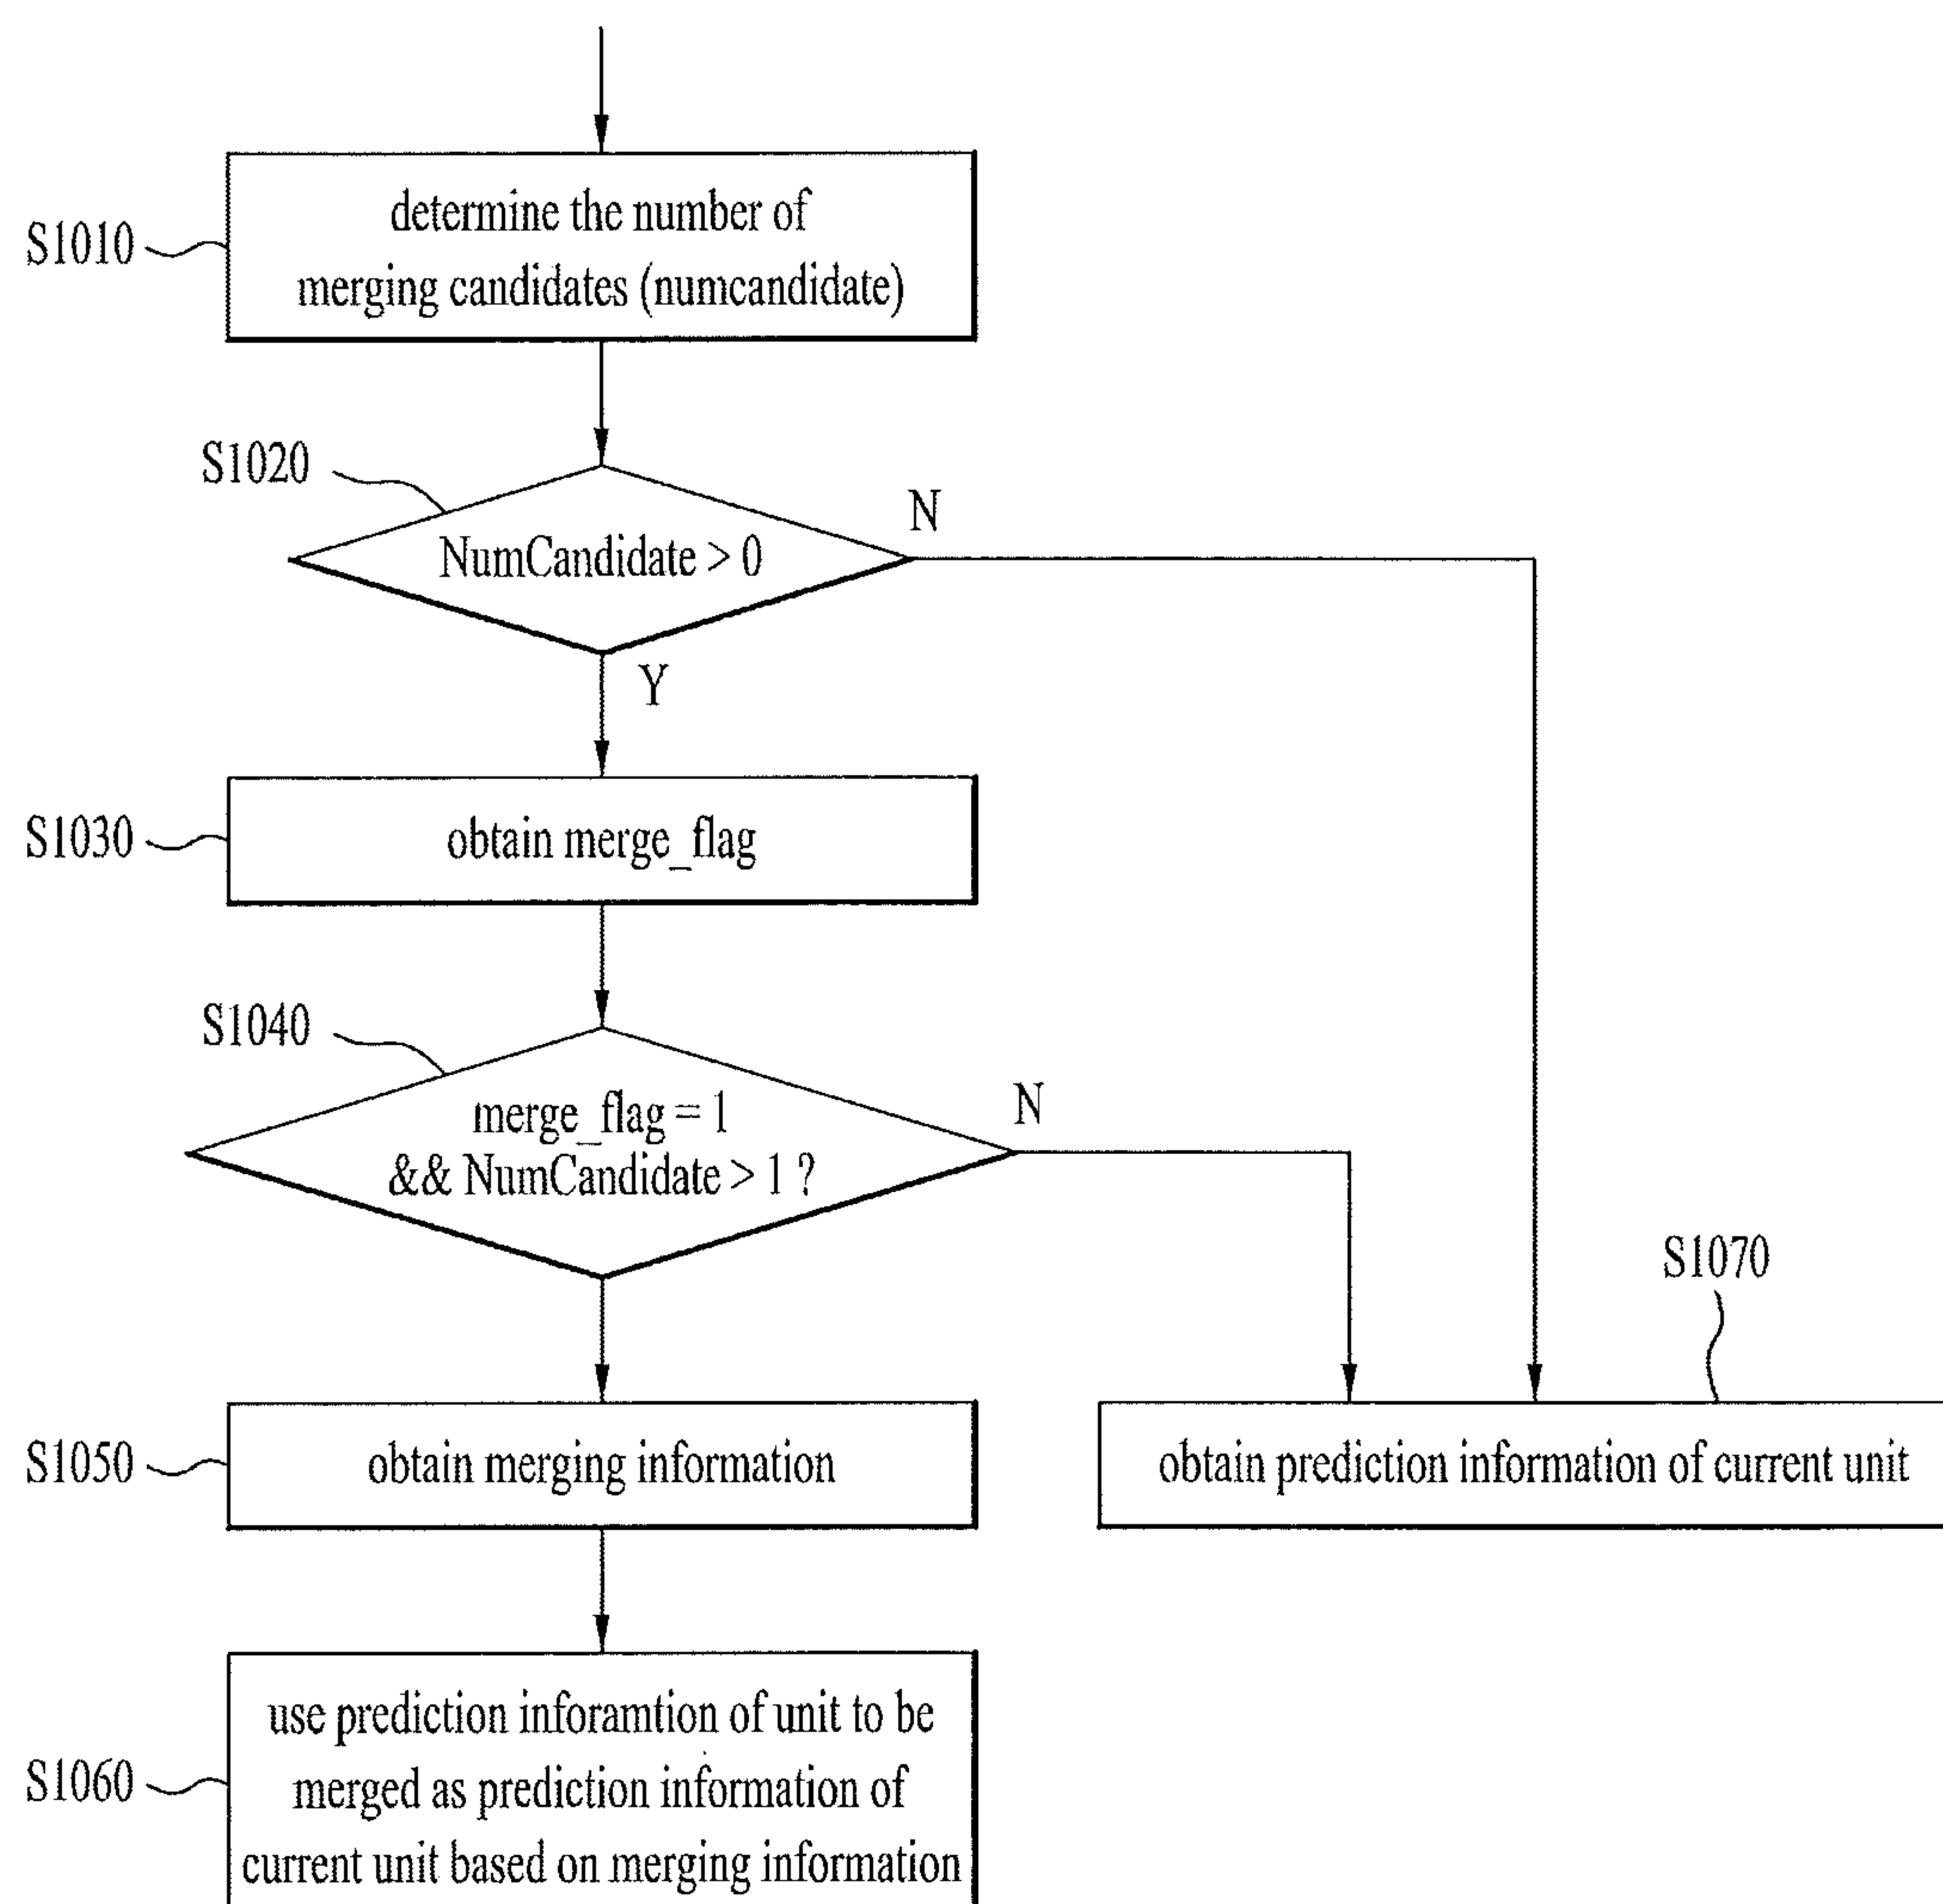 S1010
determine the number of
merging candidates (numcandidate)
S1020
NumCandidate > 0
N
Y
S1030
obtain merge_flag
S1040
merge_flag = 1
&& NumCandidate > 1 ?
N
S1070
S1050
obtain merging information
obtain prediction information of current unit
S1060
use prediction inforamtion of unit to be
merged as prediction information of
current unit based on merging information